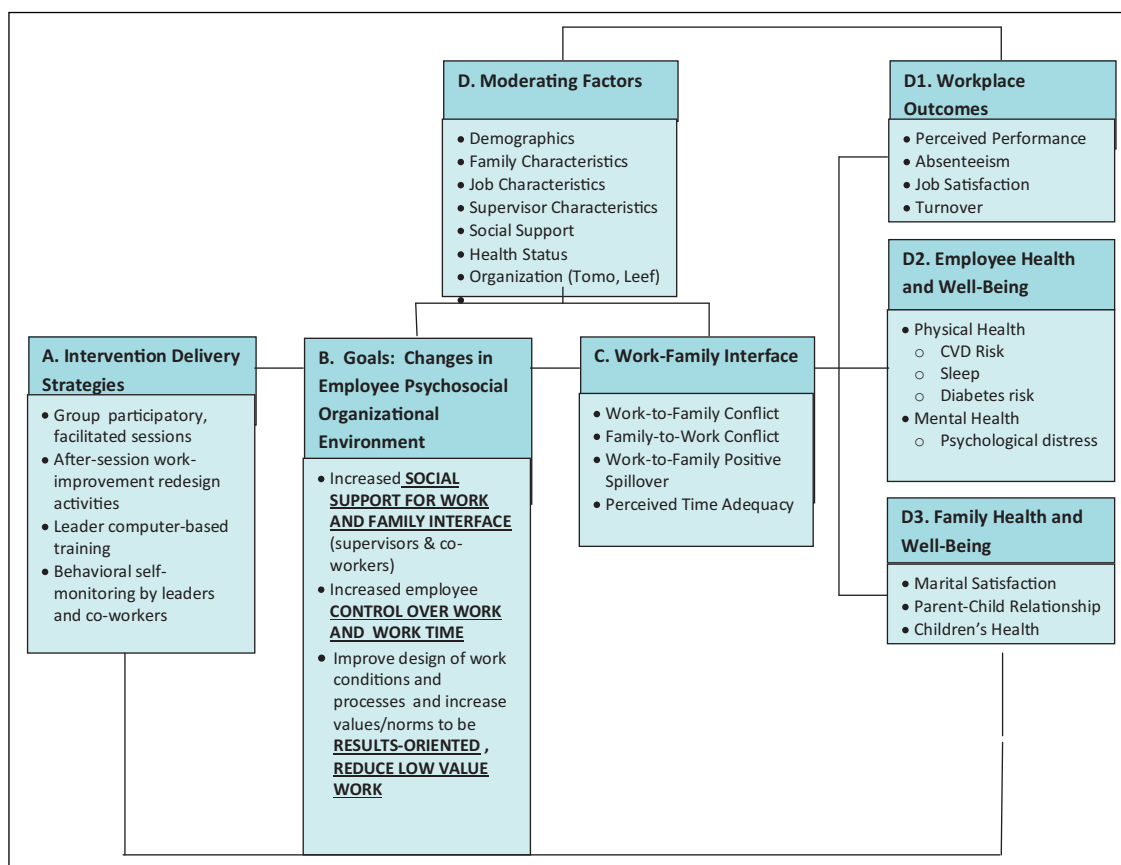 D. Moderating Factors
• Demographics
• Family Characteristics
• Job Characteristics
• Supervisor Characteristics
• Social Support
• Health Status
• Organization (Tomo, Leef)
•
D1. Workplace
Outcomes
• Perceived Performance
• Absenteeism
• Job Satisfaction
• Turnover
D2. Employee Health
and Well-Being
• Physical Health
o CVD Risk
o Sleep
o Diabetes risk
• Mental Health
o Psychological distress
A. Intervention Delivery
Strategies
• Group participatory,
facilitated sessions
• After-session work-
improvement redesign
activities
• Leader computer-based
training
• Behavioral self-
monitoring by leaders
and co-workers
B. Goals: Changes in
Employee Psychosocial
Organizational
Environment
• Increased SOCIAL
SUPPORT FOR WORK
AND FAMILY INTERFACE
(supervisors & co-
workers)
• Increased employee
CONTROL OVER WORK
AND WORK TIME
• Improve design of work
conditions and
processes and increase
values/norms to be
RESULTS-ORIENTED ,
REDUCE LOW VALUE
WORK
C. Work-Family Interface
• Work-to-Family Conflict
• Family-to-Work Conflict
• Work-to-Family Positive
Spillover
• Perceived Time Adequacy
D3. Family Health and
Well-Being
• Marital Satisfaction
• Parent-Child Relationship
• Children's Health